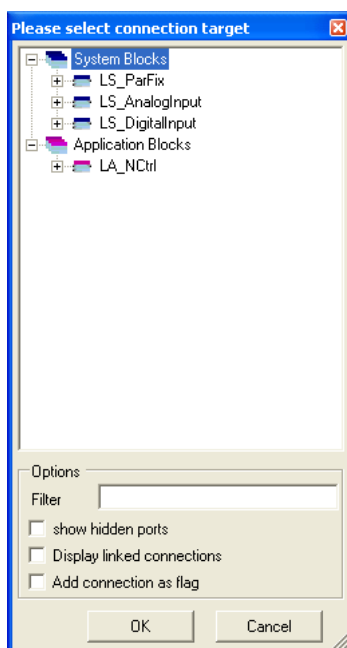 Please select connection target
System Blocks
LS_ParFix
LS_AnalogInput
LS_DigitalInput
Application Blocks
LA_NCtrl
Options
Filter
show hidden ports
Display linked connections
Add connection as flag
OK Cancel